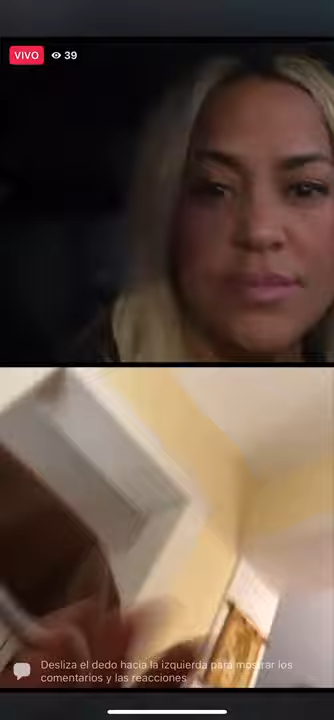 VIVO 39
Desliza el dedo hacia la izquierda para mostrar los
comentarios y las reacciones